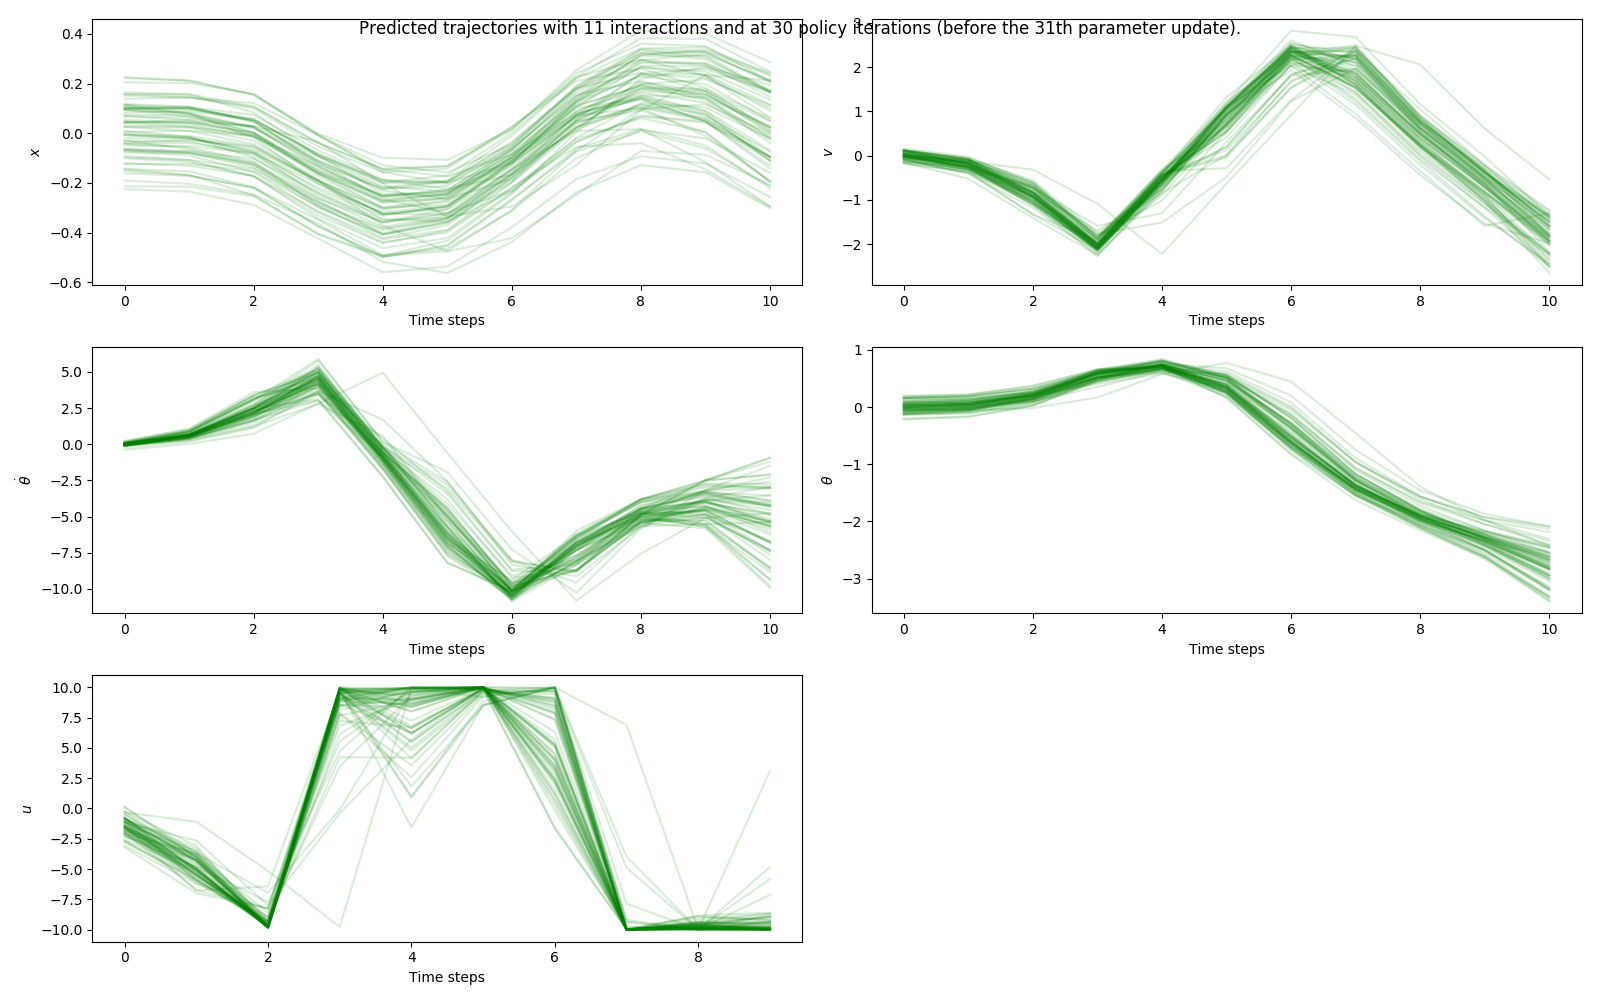 Predicted trajectories with 11 interactions and at 30 policy iterations (before the 31th parameter update).
0.4
0.2
0.0
−0.2
−0.4
−0.6
x
0 2 4 6 8 10
Time steps
3
2
1
0
−1
−2
v
0 2 4 6 8 10
Time steps
5.0
2.5
0.0
−2.5
−5.0
−7.5
−10.0
θ̇
0 2 4 6 8 10
Time steps
1
0
−1
−2
−3
θ
0 2 4 6 8 10
Time steps
10.0
7.5
5.0
2.5
0.0
−2.5
−5.0
−7.5
−10.0
u
0 2 4 6 8
Time steps